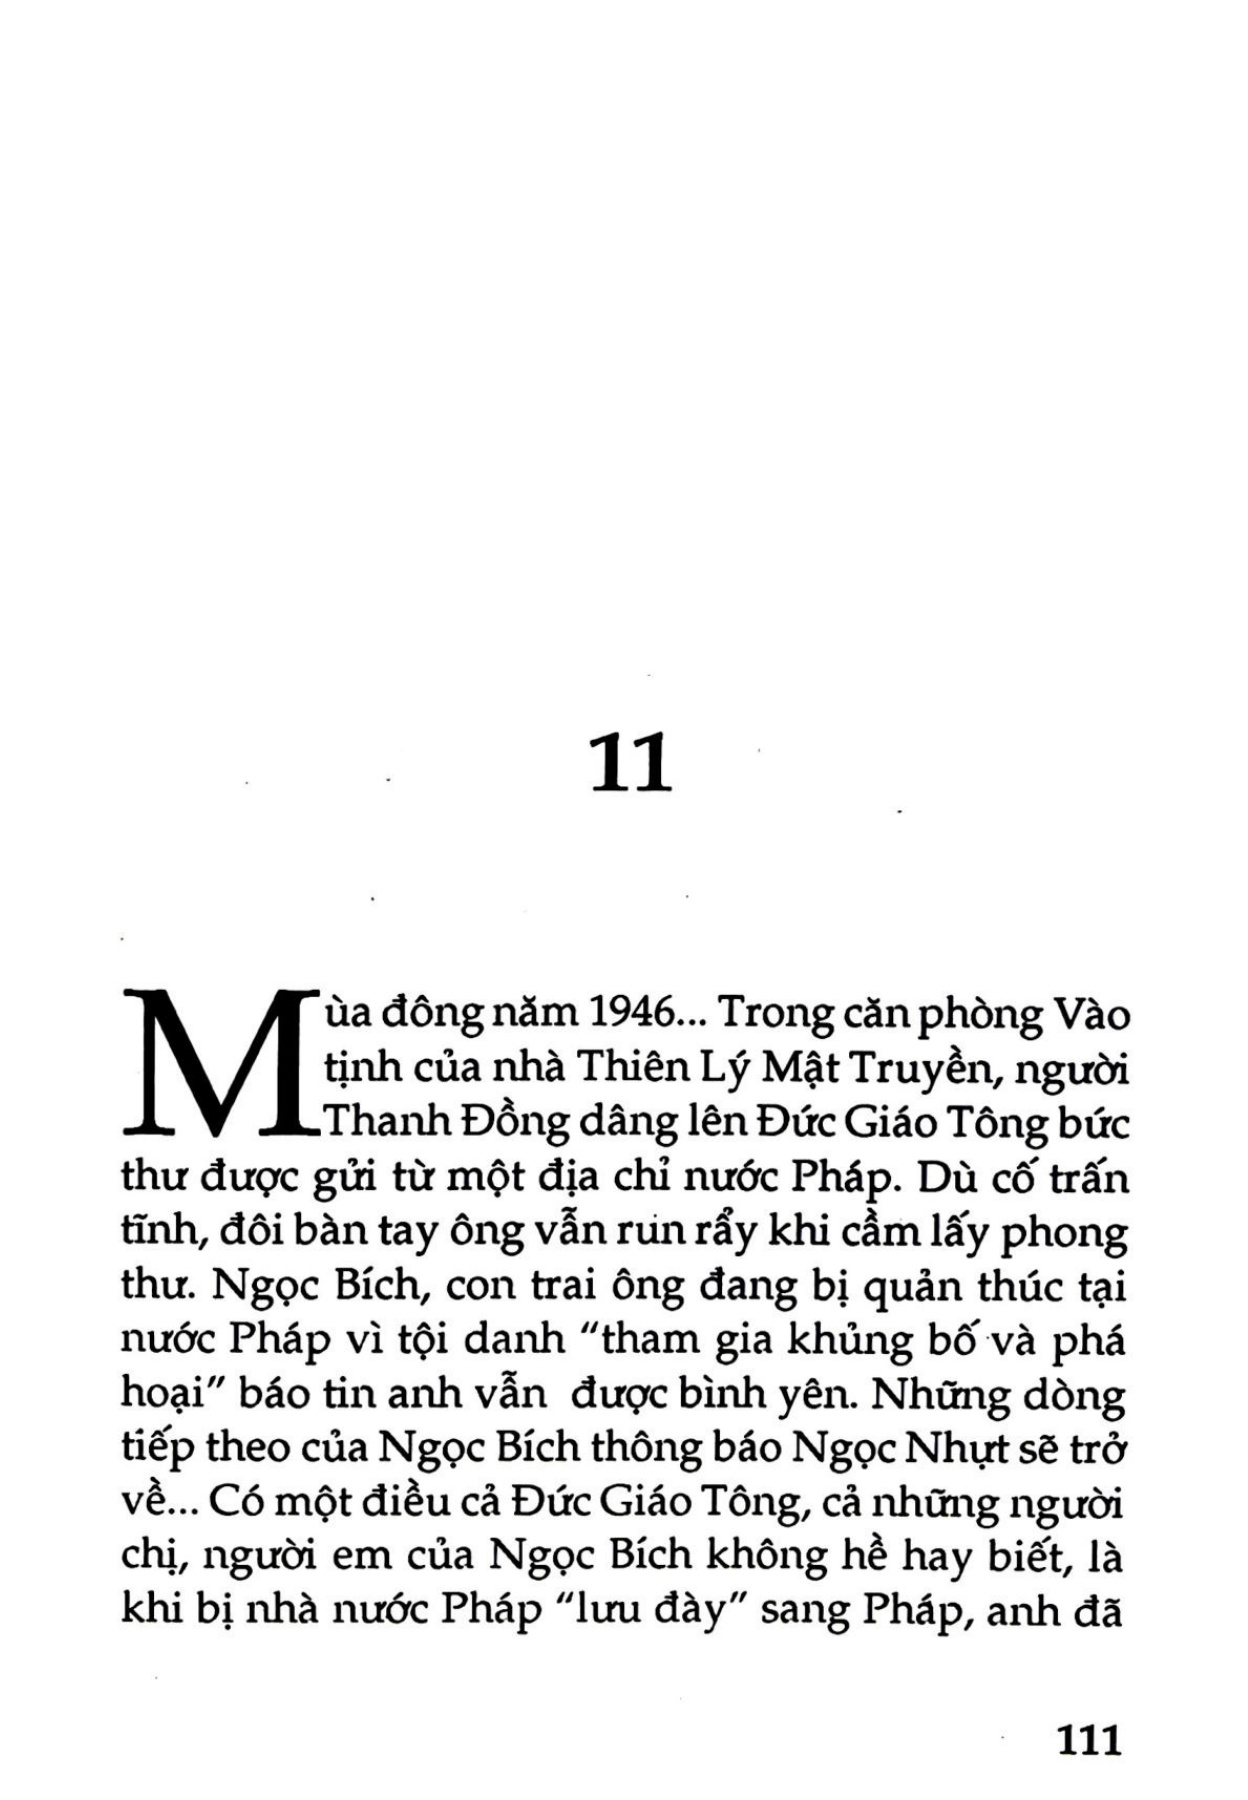 11
Mùa đông năm 1946... Trong căn phòng Vào
tịnh của nhà Thiên Lý Mật Truyền, người
Thanh Đồng dâng lên Đức Giáo Tông bức
thư được gửi từ một địa chỉ nước Pháp. Dù cố trấn
tĩnh, đôi bàn tay ông vẫn run rẩy khi cầm lấy phong
thư. Ngọc Bích, con trai ông đang bị quản thúc tại
nước Pháp vì tội danh "tham gia khủng bố và phá
hoại" báo tin anh vẫn được bình yên. Những dòng
tiếp theo của Ngọc Bích thông báo Ngọc Nhựt sẽ trở
về... Có một điều cả Đức Giáo Tông, cả những người
chị, người em của Ngọc Bích không hề hay biết, là
khi bị nhà nước Pháp "lưu đày" sang Pháp, anh đã
111